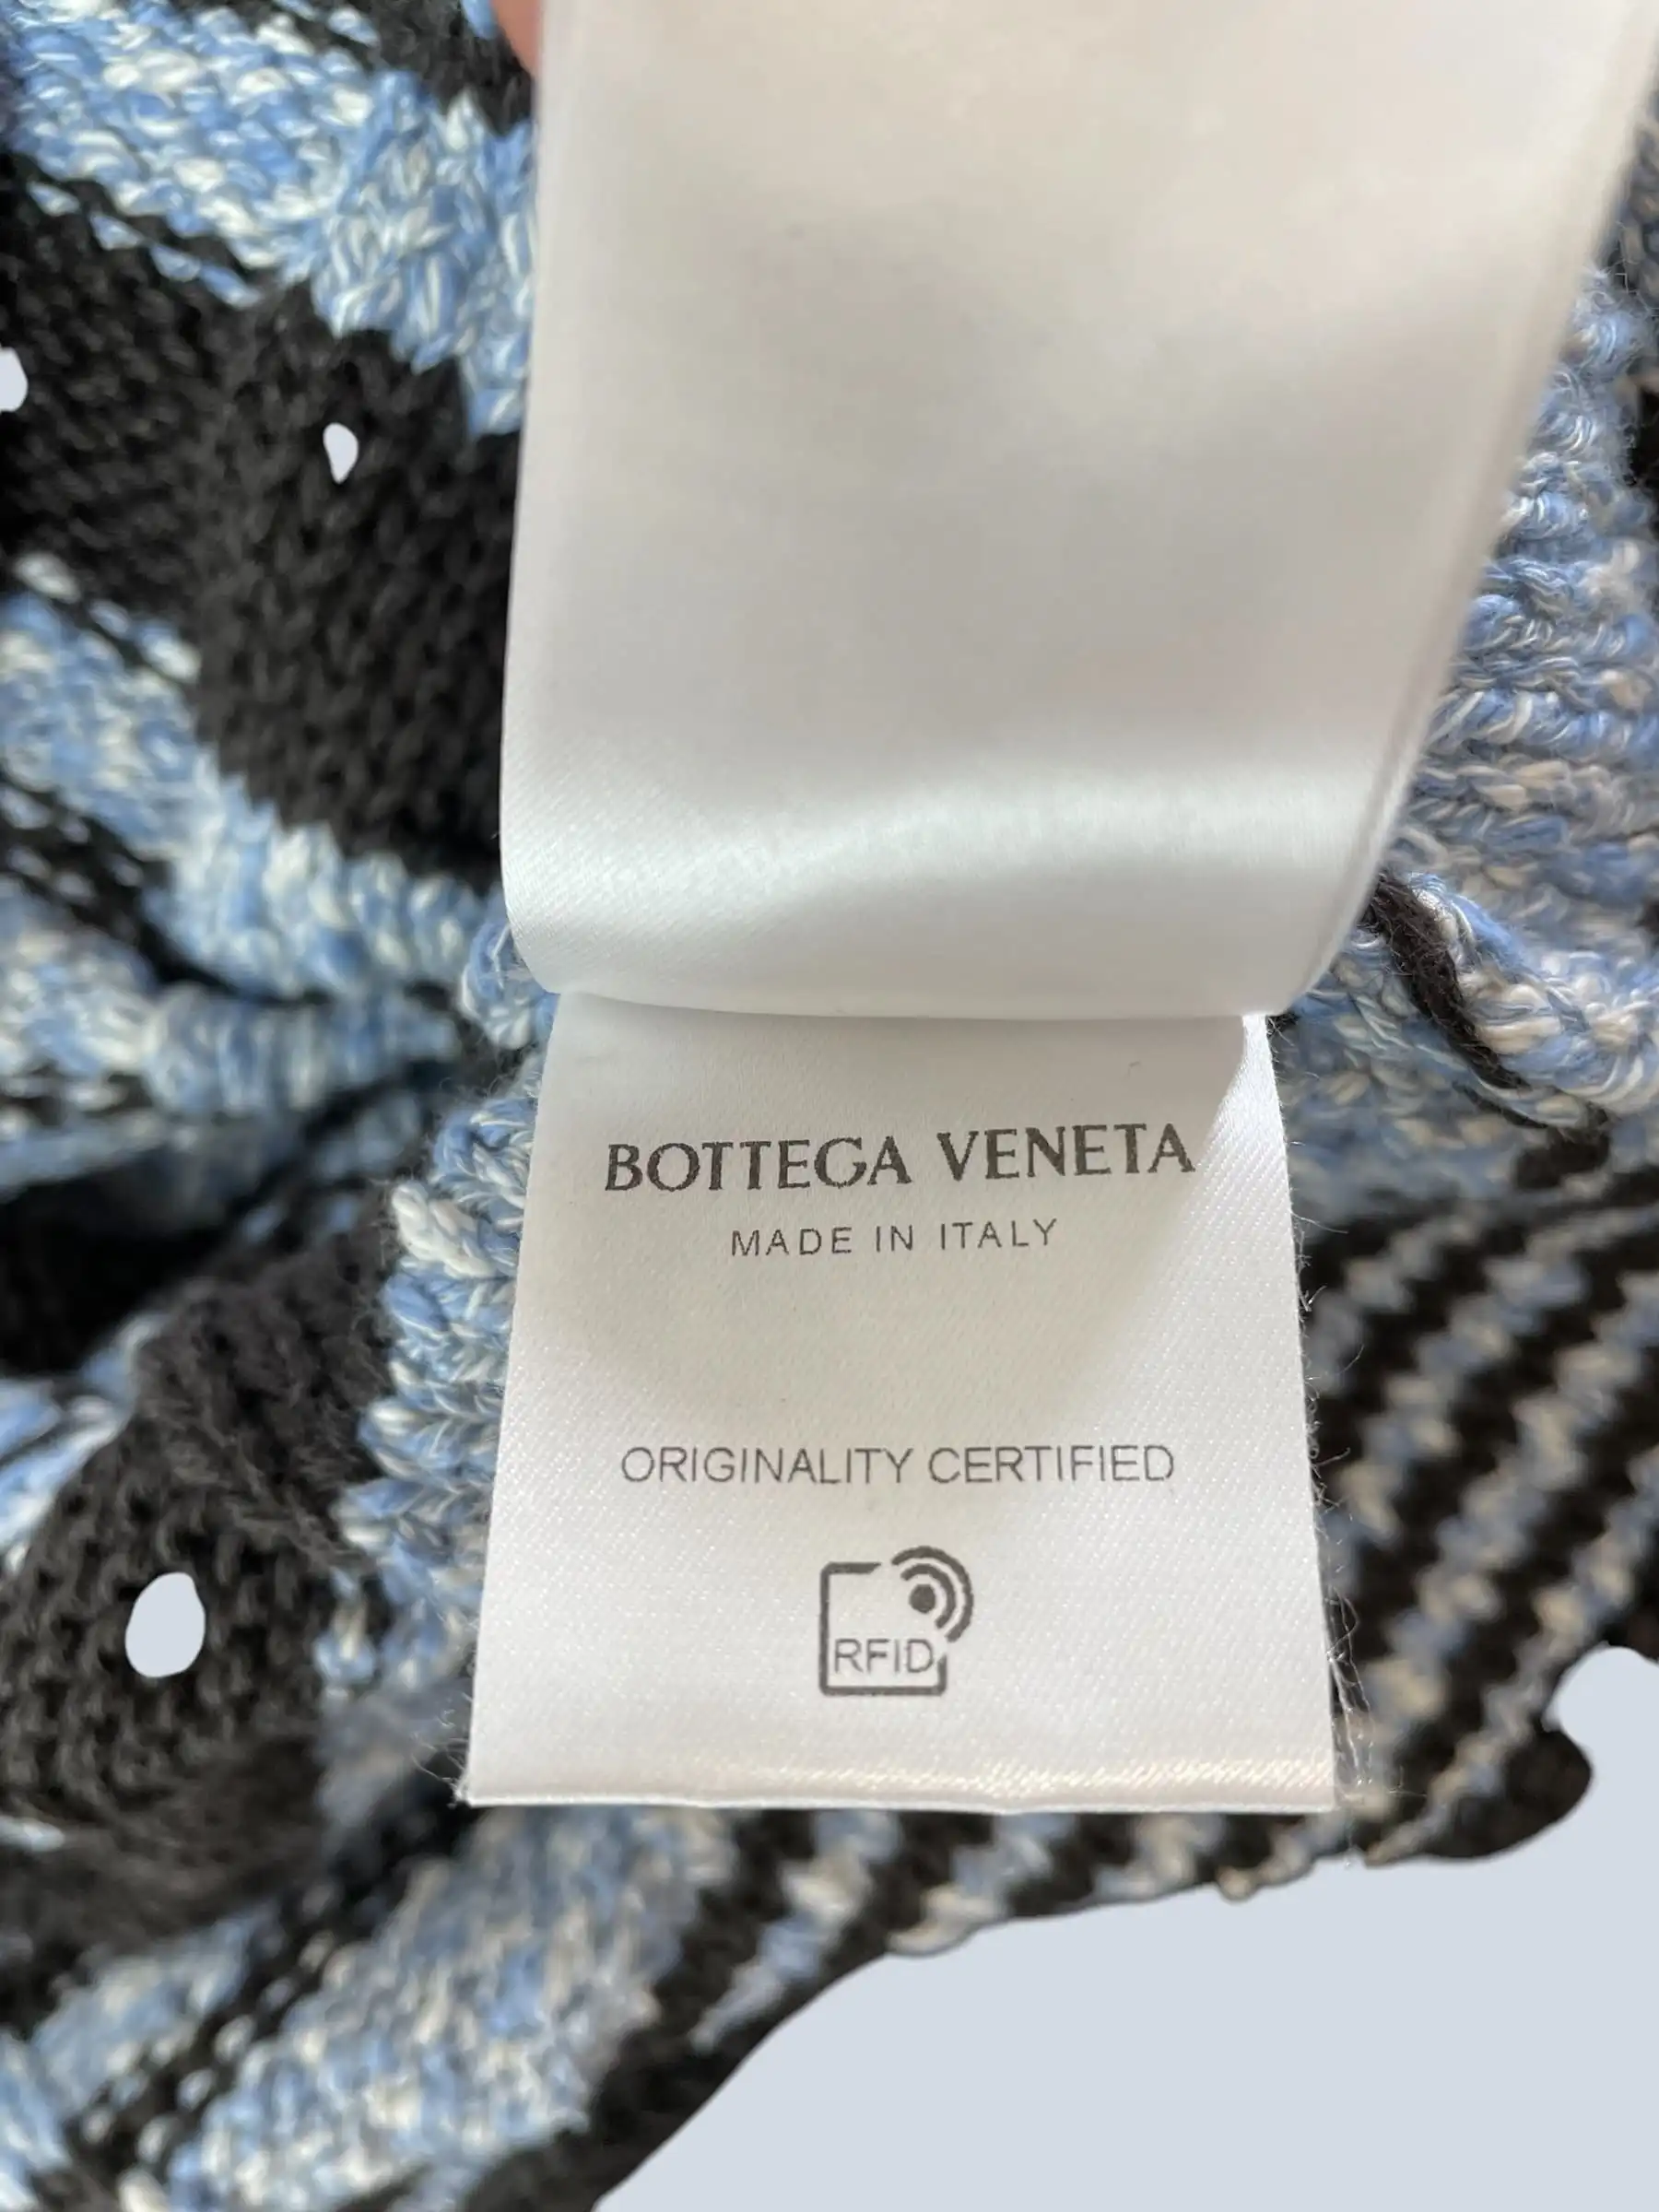 BOTTEGA VENETA
MADE IN ITALY
ORIGINALITY CERTIFIED
RFID